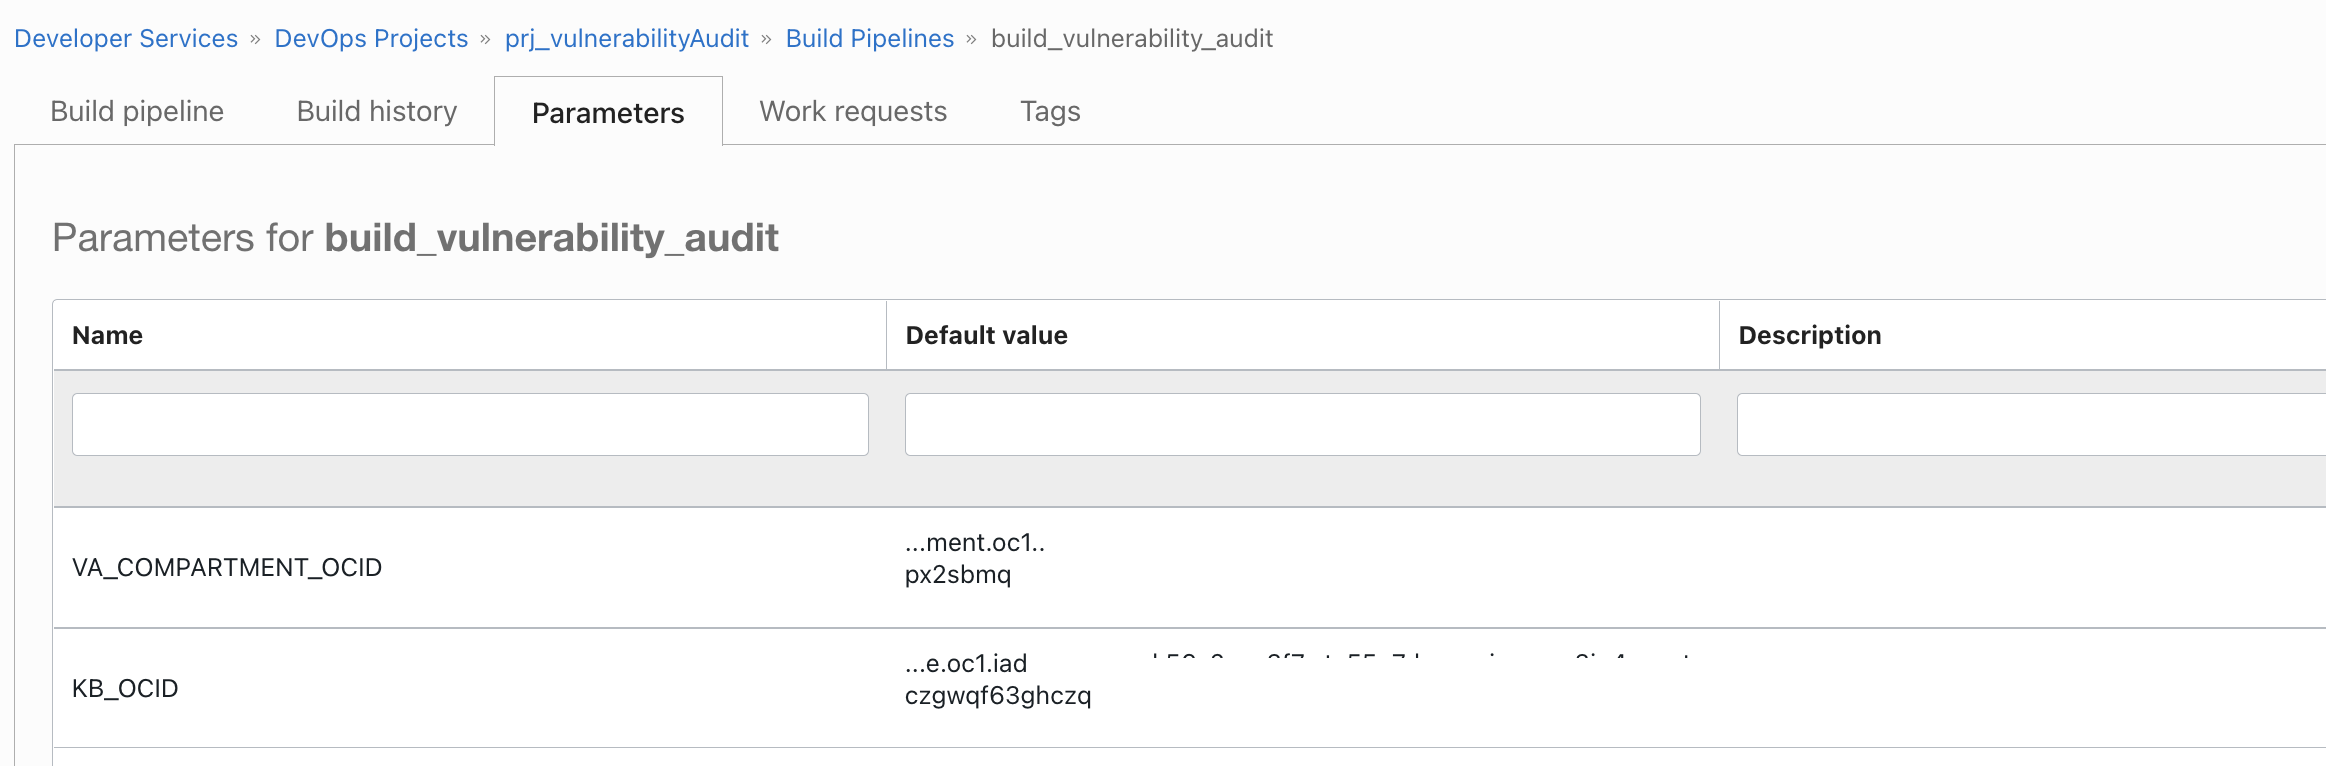 Developer Services » DevOps Projects » prj_vulnerabilityAudit » Build Pipelines » build_vulnerability_audit
Build pipeline Build history Parameters Work requests Tags
Parameters for build_vulnerability_audit
Name Default value Description
VA_COMPARTMENT_OCID
...ment.oc1..
px2sbmq
KB_OCID
...e.oc1.iad
czgwqf63ghczq